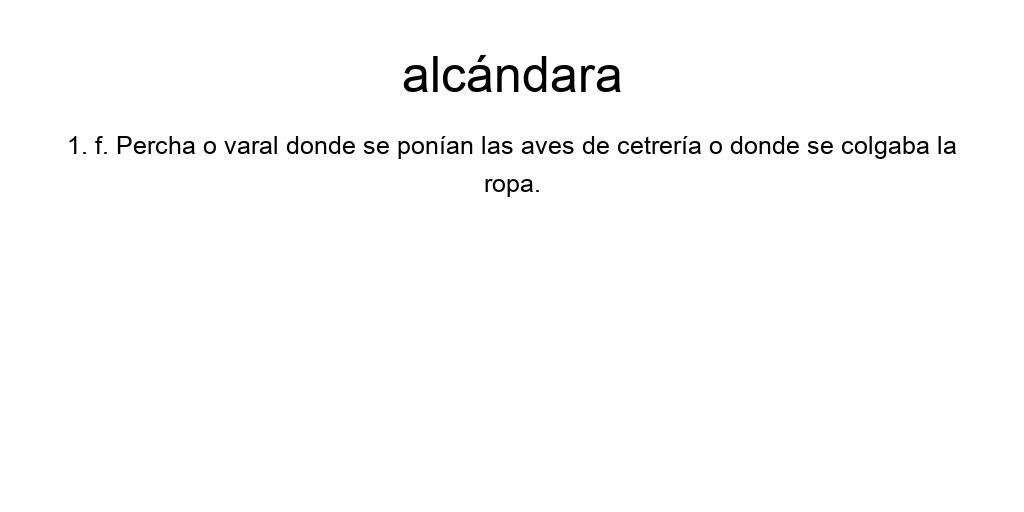 alcándara
1. f. Percha o varal donde se ponían las aves de cetrería o donde se colgaba la
ropa.